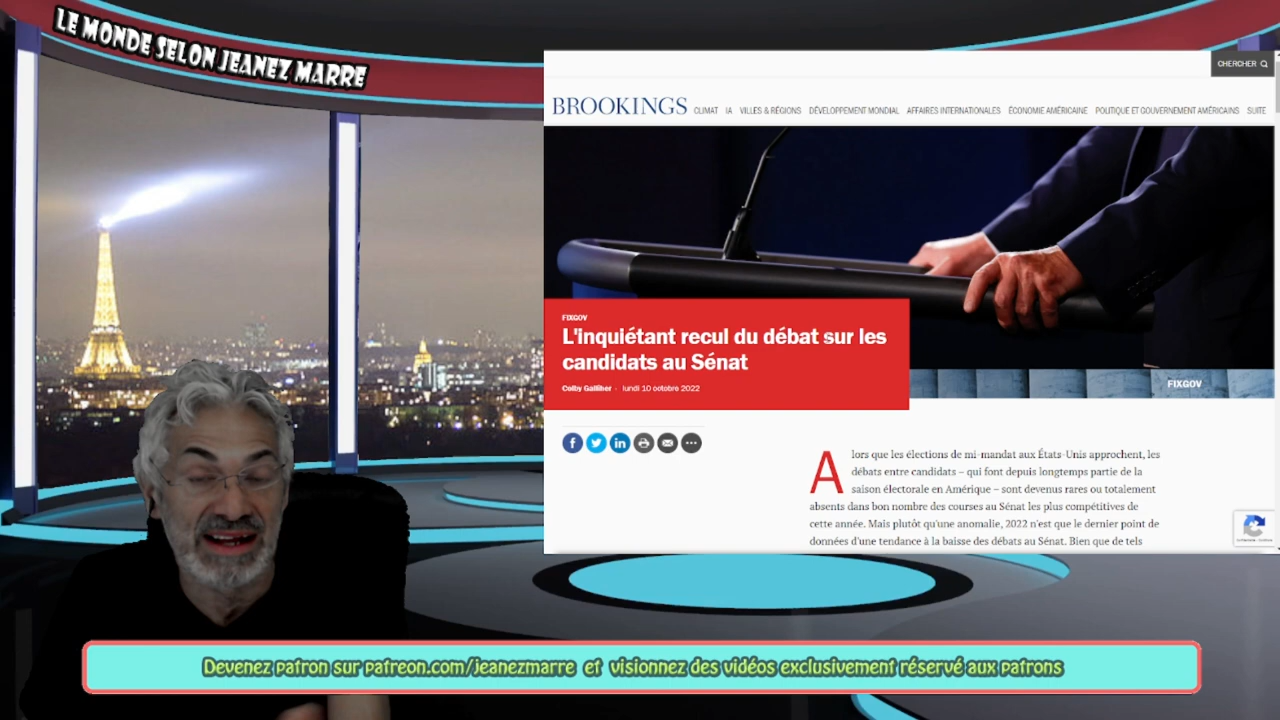 LE MONDE SELON JEANEZ MARRE
CHERCHER
BROOKINGS CLIMAT IA VILLES & RÉGIONS DÉVELOPPEMENT MONDIAL AFFAIRES INTERNATIONALES ÉCONOMIE AMÉRICAINE POLITIQUE ET GOUVERNEMENT AMÉRICAINS SUITE
FIXGOV
L'inquiétant recul du débat sur les
candidats au Sénat
Colby Galliher - lundi 10 octobre 2022
FIXGOV
Alors que les élections de mi-mandat aux États-Unis approchent, les
débats entre candidats – qui font depuis longtemps partie de la
saison électorale en Amérique – sont devenus rares ou totalement
absents dans bon nombre des courses au Sénat les plus compétitives de
cette année. Mais plutôt qu'une anomalie, 2022 n'est que le dernier point de
données d'une tendance à la baisse des débats au Sénat. Bien que de tels
Devenez patron sur patreon.com/jeanezmarre et visionnez des vidéos exclusivement réservé aux patrons